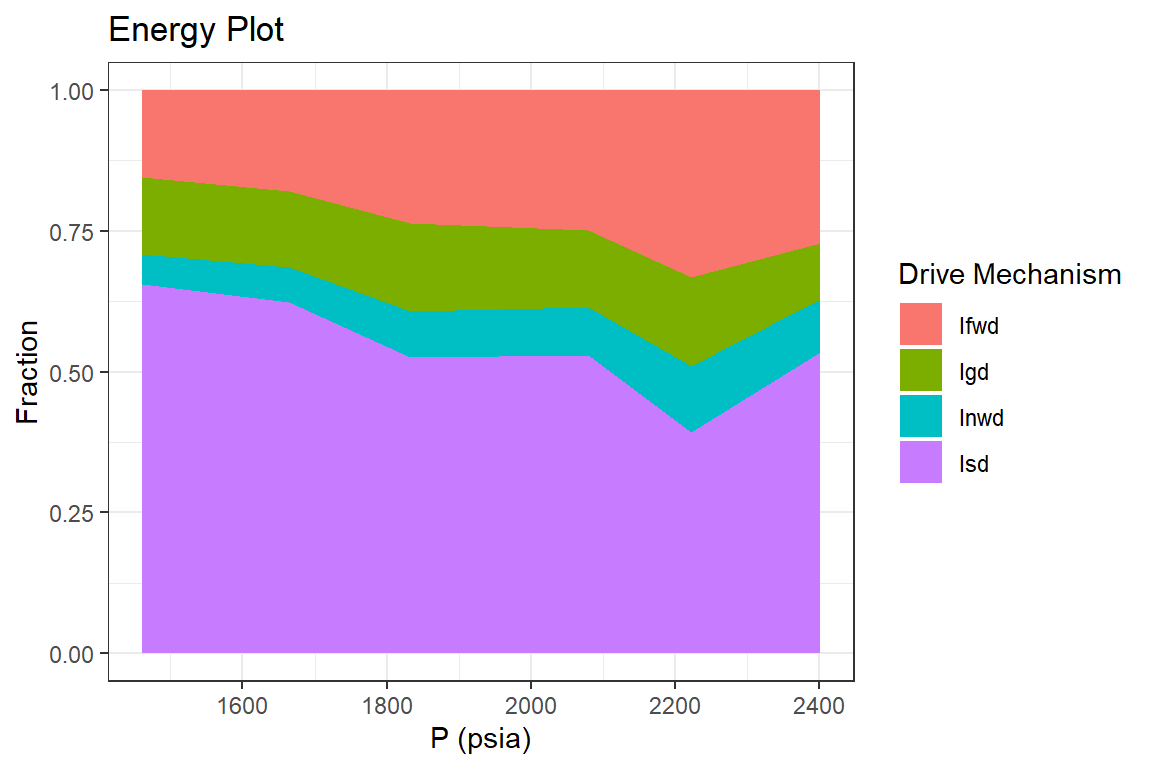 Energy Plot
1.00
0.75
0.50
0.25
0.00
Fraction
1600 1800 2000 2200 2400
P (psia)
Drive Mechanism
Ifwd
Igd
Inwd
Isd